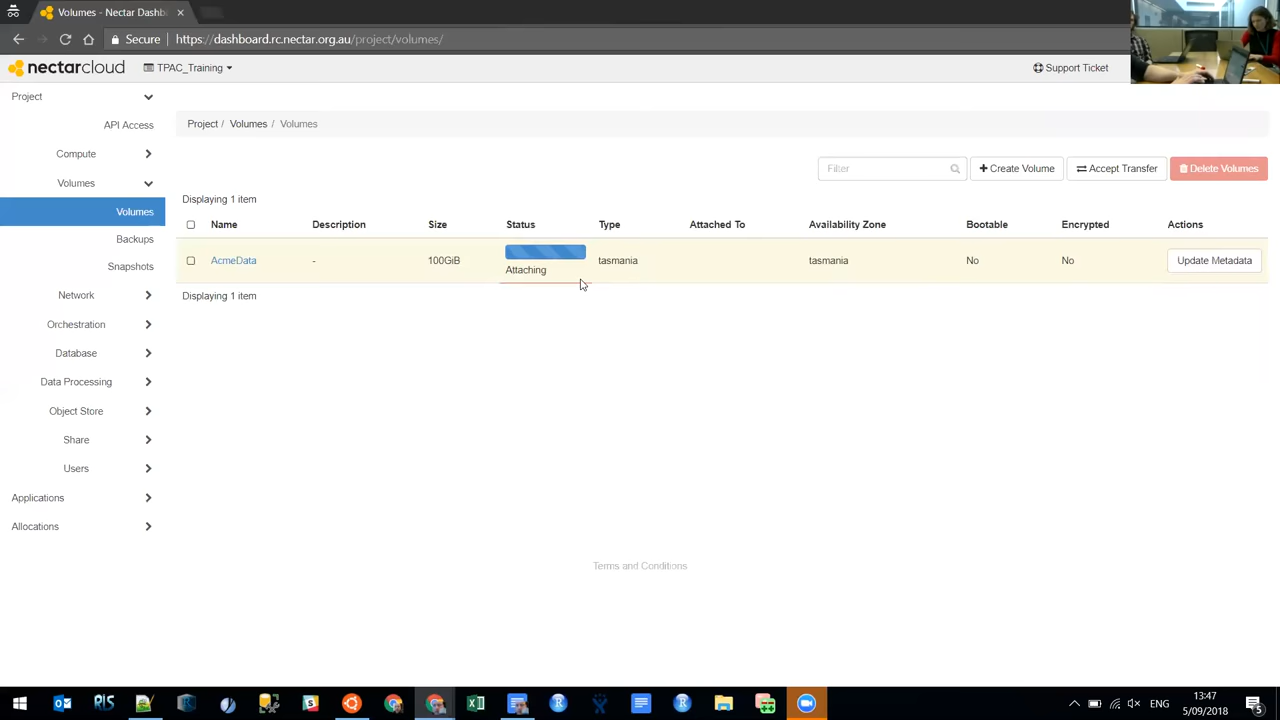 Volumes - Nectar Dashb
Secure https://dashboard.rc.nectar.org.au/project/volumes/
nectarcloud TPAC_Training Support Ticket
Project
API Access
Compute
Volumes
Volumes
Backups
Snapshots
Network
Orchestration
Database
Data Processing
Object Store
Share
Users
Applications
Allocations
Project / Volumes / Volumes
Filter Create Volume Accept Transfer Delete Volumes
Displaying 1 item
Name Description Size Status Type Attached To Availability Zone Bootable Encrypted Actions
AcmeData - 100GiB Attaching tasmania tasmania No No Update Metadata
Displaying 1 item
Terms and Conditions
ENG
13:47
5/09/2018
5